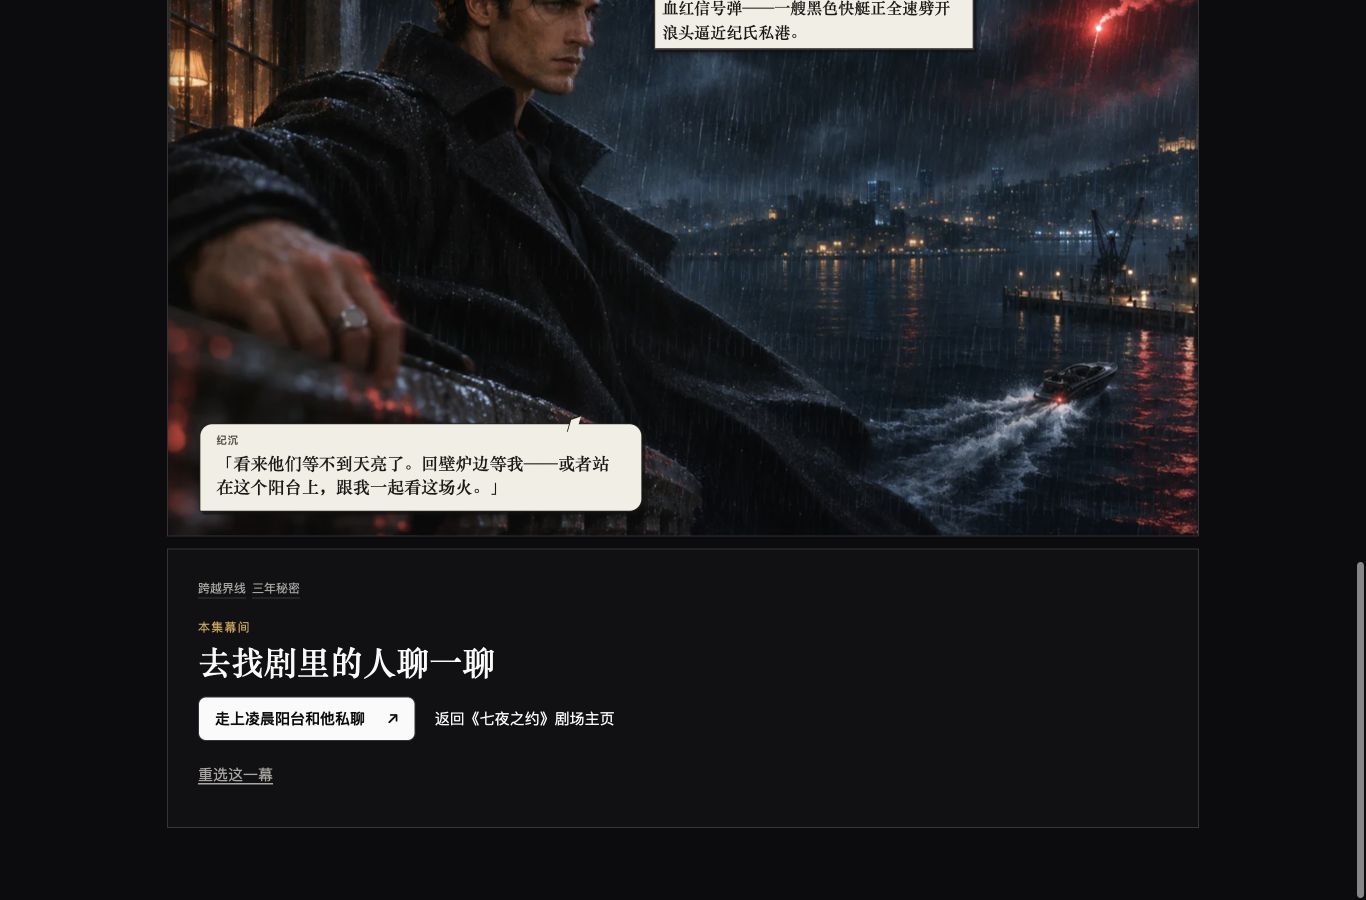 血红信号弹——一艘黑色快艇正全速劈开
浪头逼近纪氏私港。
纪沉
「看来他们等不到天亮了。回壁炉边等我——或者站
在这个阳台上，跟我一起看这场火。」
跨越界线 三年秘密
本集幕间
去找剧里的人聊一聊
走上凌晨阳台和他私聊 ↗ 返回《七夜之约》剧场主页
重选这一幕